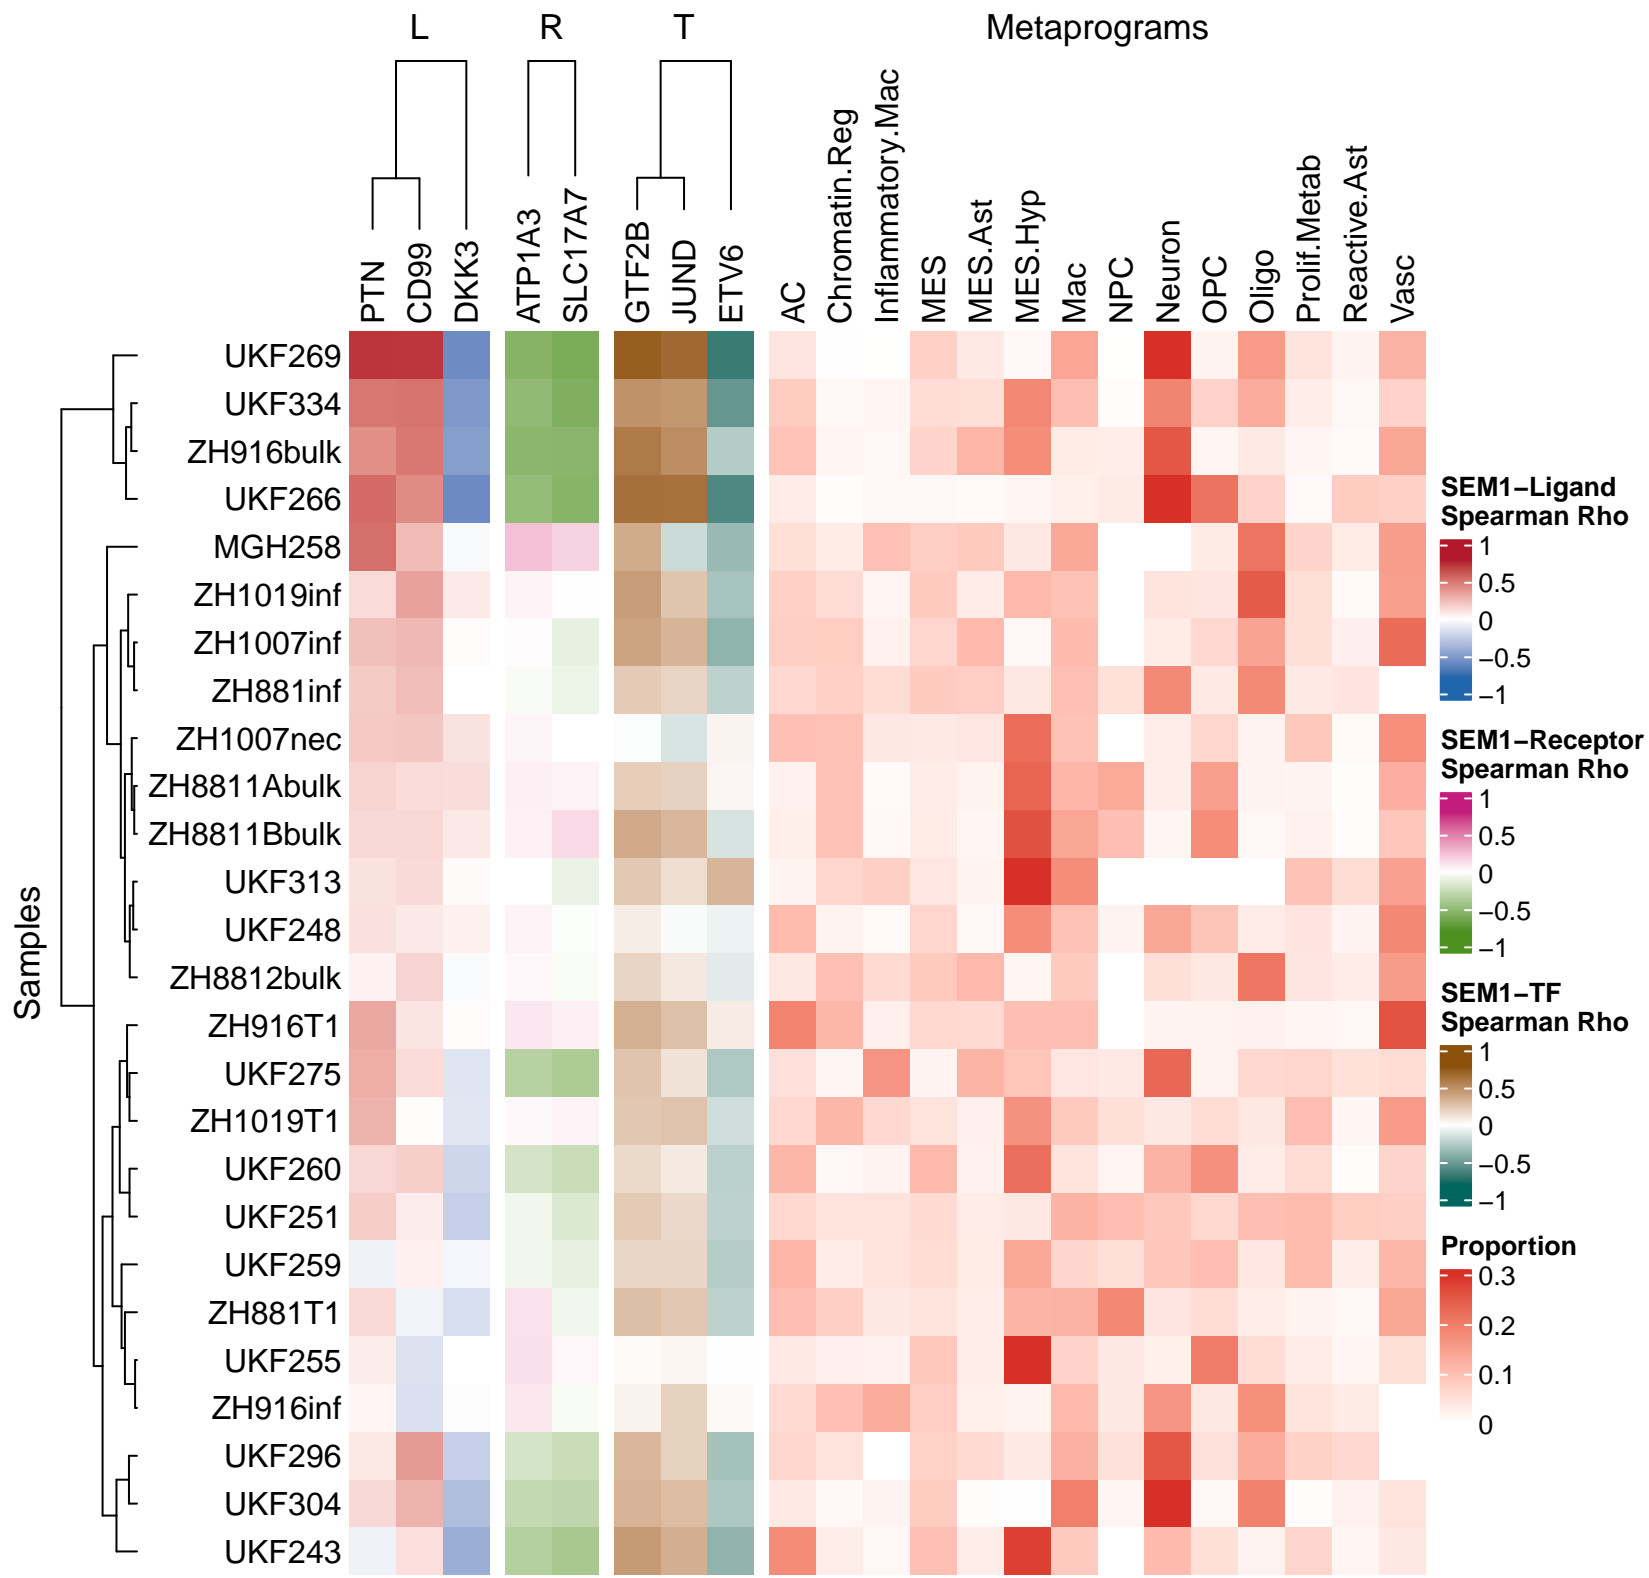 L R T Metaprograms
PTN CD99 DKK3 ATP1A3 SLC17A7 GTF2B JUND ETV6 AC Chromatin.Reg Inflammatory.Mac MES MES.Ast MES.Hyp Mac NPC Neuron OPC Oligo Prolif.Metab Reactive.Ast Vasc
Samples
UKF269
UKF334
ZH916bulk
UKF266
MGH258
ZH1019inf
ZH1007inf
ZH881inf
ZH1007nec
ZH8811Abulk
ZH8811Bbulk
UKF313
UKF248
ZH8812bulk
ZH916T1
UKF275
ZH1019T1
UKF260
UKF251
UKF259
ZH881T1
UKF255
ZH916inf
UKF296
UKF304
UKF243
SEM1−Ligand
Spearman Rho
1
0.5
0
−0.5
−1
SEM1−Receptor
Spearman Rho
1
0.5
0
−0.5
−1
SEM1−TF
Spearman Rho
1
0.5
0
−0.5
−1
Proportion
0.3
0.2
0.1
0